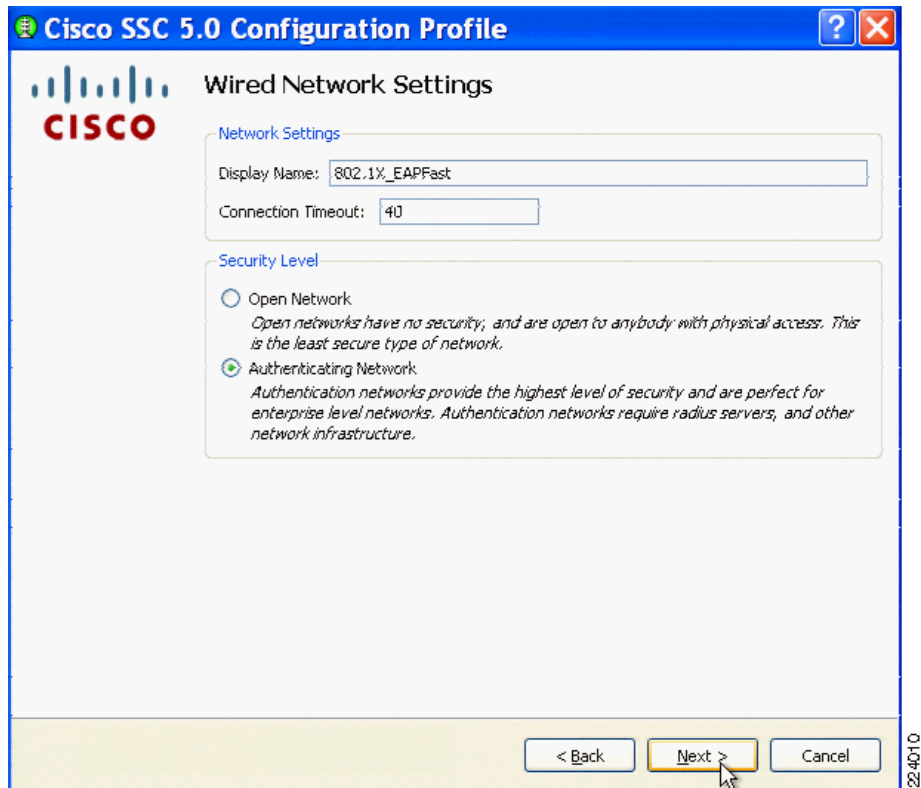 Cisco SSC 5.0 Configuration Profile
CISCO
Wired Network Settings
Network Settings
Display Name: 802.1X_EAPFast
Connection Timeout: 40
Security Level
Open Network
Open networks have no security, and are open to anybody with physical access. This
is the least secure type of network.
Authenticating Network
Authentication networks provide the highest level of security and are perfect for
enterprise level networks. Authentication networks require radius servers, and other
network infrastructure.
< Back
Next >
Cancel
224010